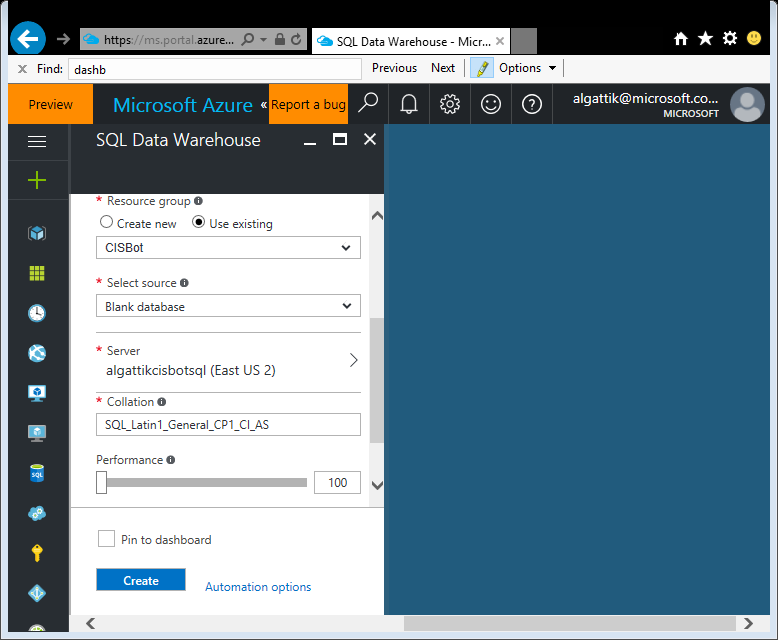 https://ms.portal.azure...
SQL Data Warehouse - Micr...
Find: dashb
Previous Next Options
Preview
Microsoft Azure « Report a bug
algattik@microsoft.co...
MICROSOFT
SQL Data Warehouse
* Resource group
Create new Use existing
CISBot
* Select source
Blank database
* Server
algattikcisbotsql (East US 2)
* Collation
SQL_Latin1_General_CP1_CI_AS
Performance
100
SQL
Pin to dashboard
Create Automation options